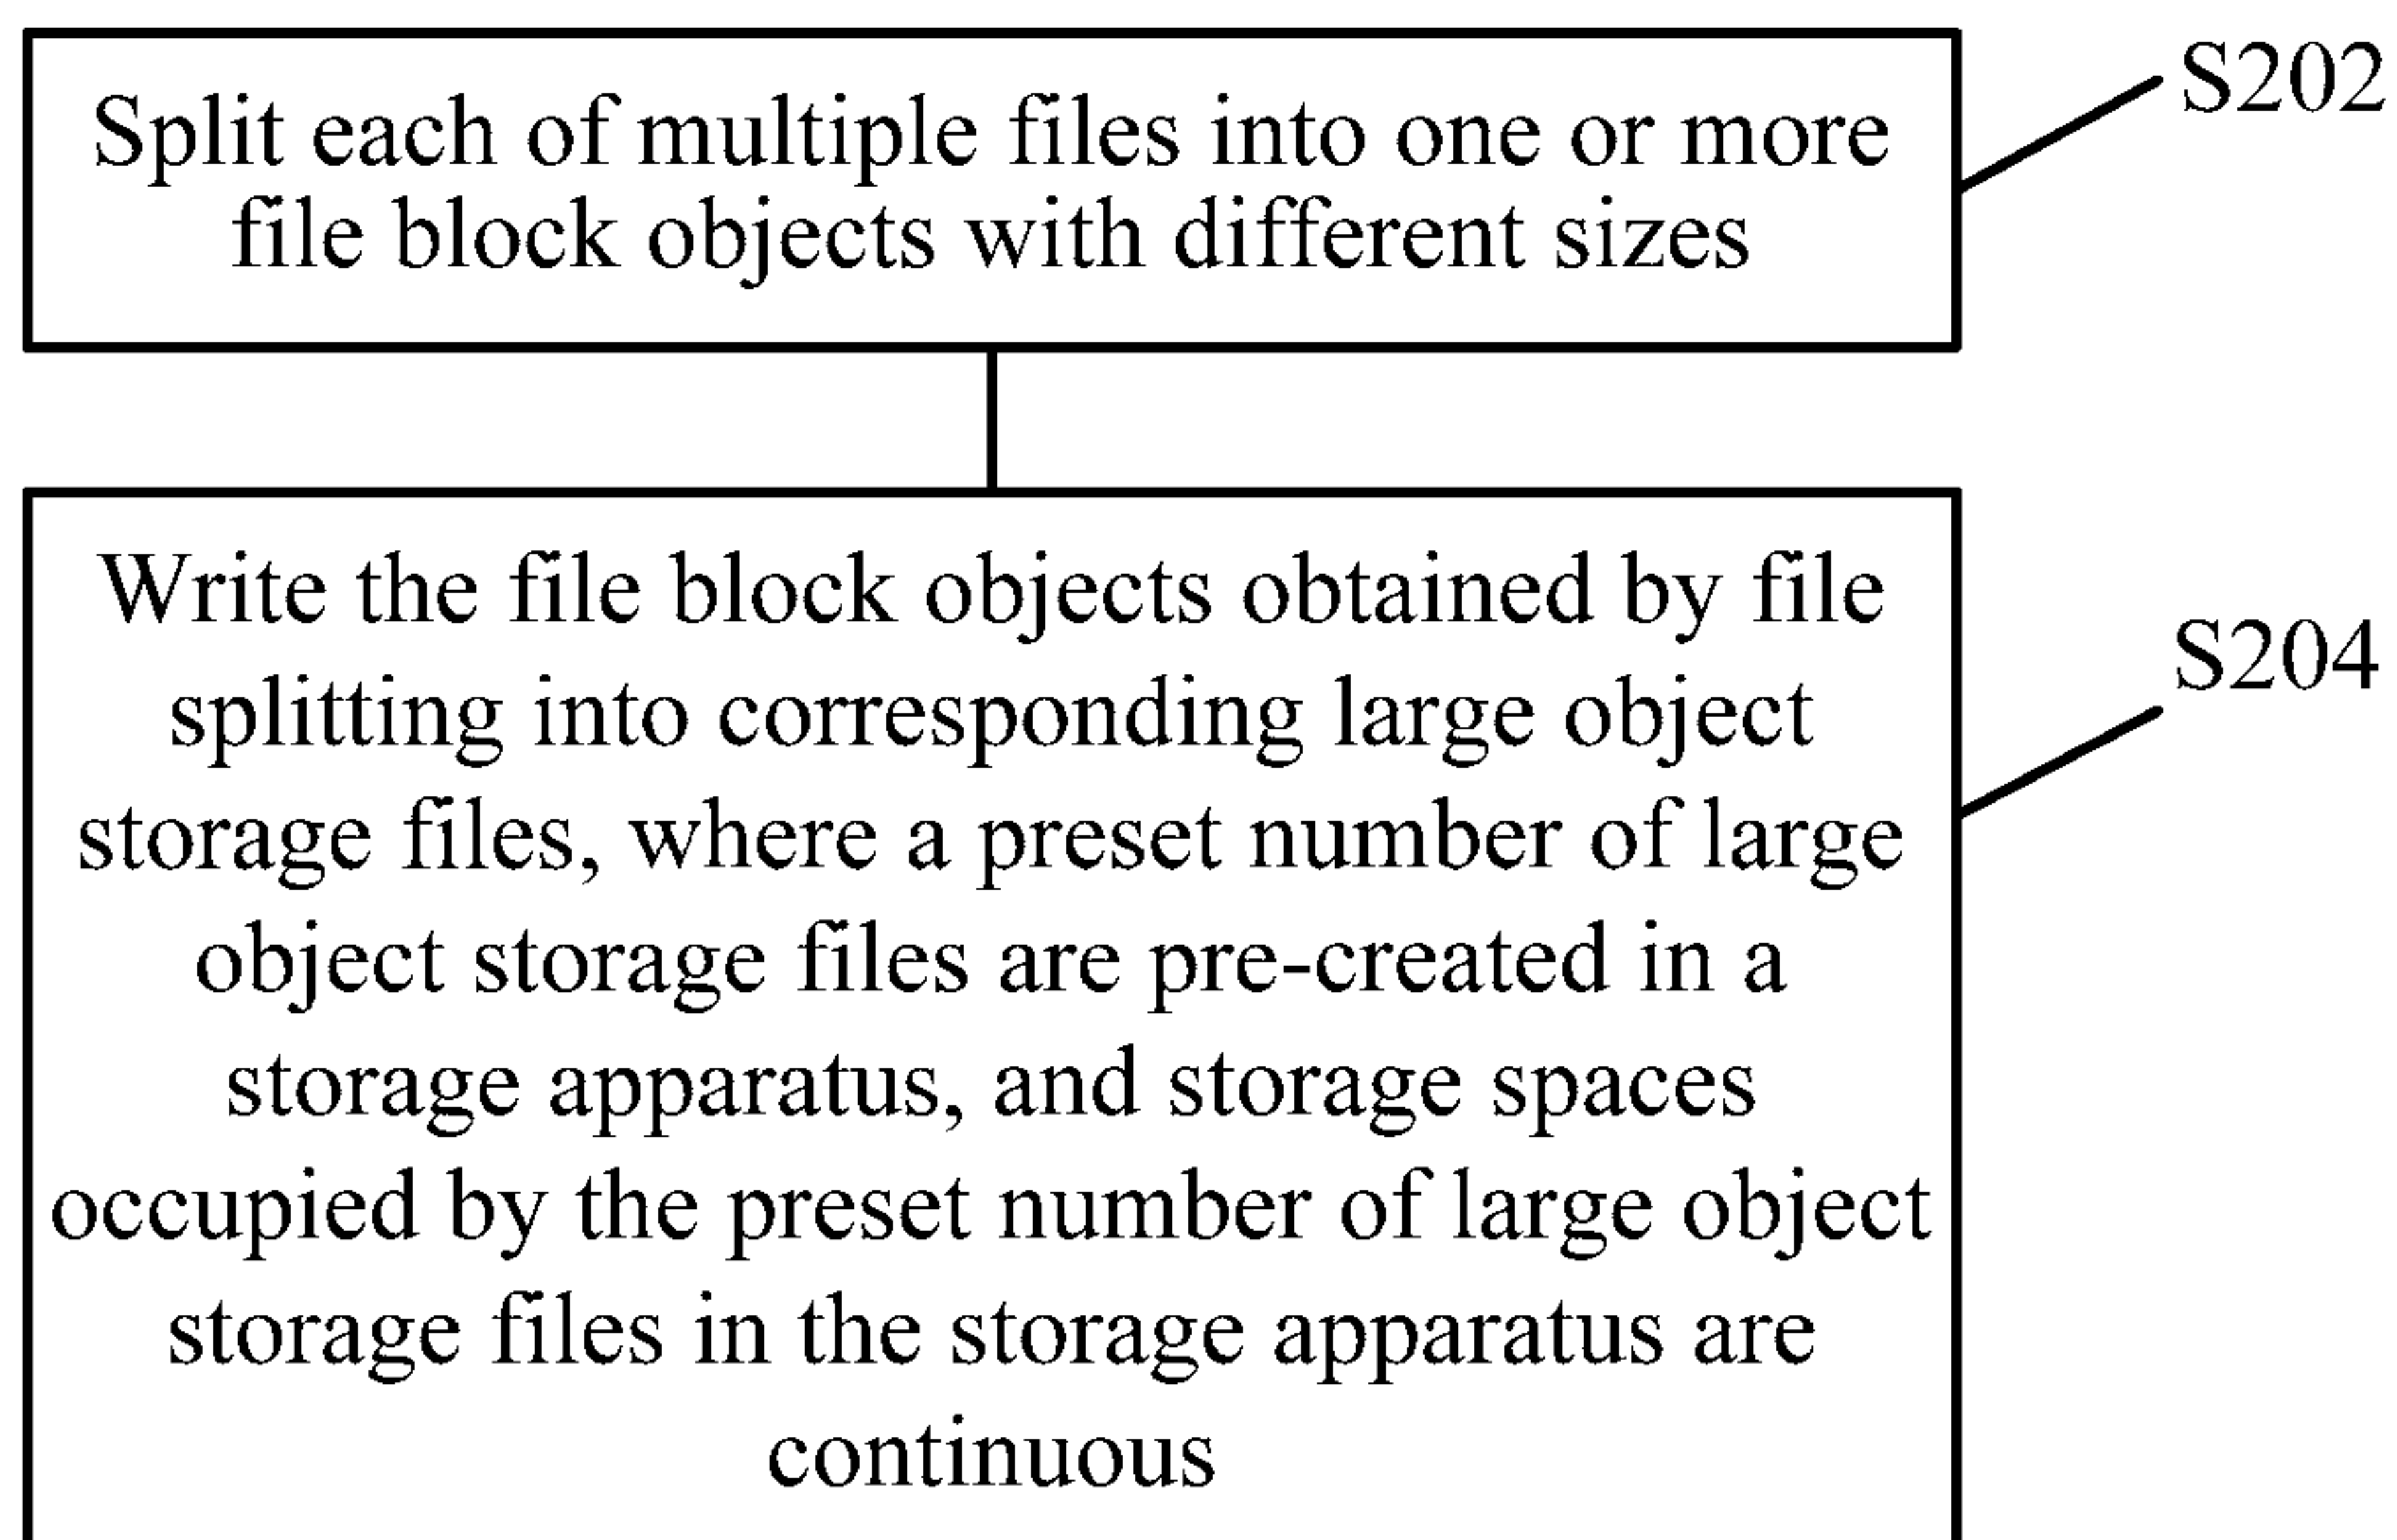 S202
Split each of multiple files into one or more
file block objects with different sizes
Write the file block objects obtained by file
S204
splitting into corresponding large object
storage files, where a preset number of large
object storage files are pre-created in a
storage apparatus, and storage spaces
occupied by the preset number of large object
storage files in the storage apparatus are
continuous